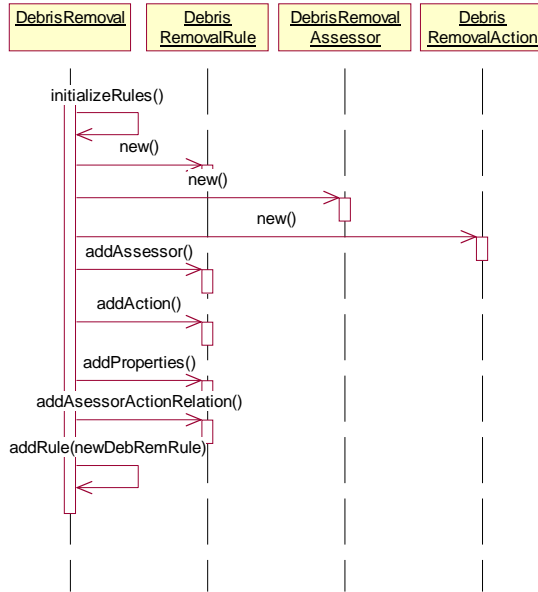 DebrisRemoval
Debris
RemovalRule
DebrisRemoval
Assessor
Debris
RemovalAction
initializeRules()
new()
new()
new()
addAssessor()
addAction()
addProperties()
addAsessorActionRelation()
addRule(newDebRemRule)